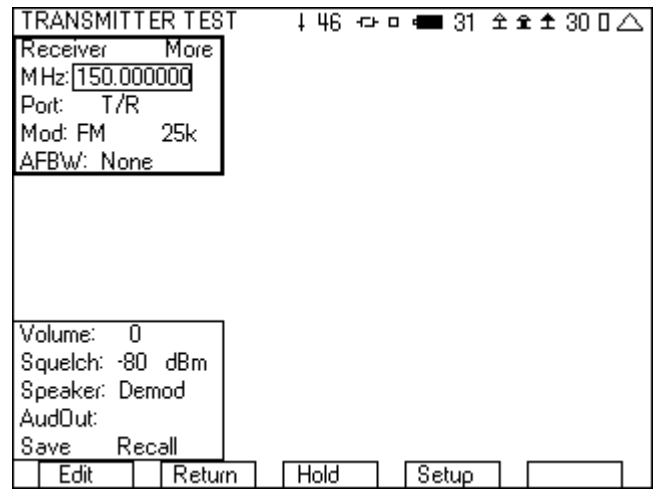 TRANSMITTER TEST ↓ 46 31 30
Receiver More
MHz: 150.000000
Port: T/R
Mod: FM 25k
AFBW: None
Volume: 0
Squelch: -80 dBm
Speaker: Demod
AudOut:
Save Recall
Edit Return Hold Setup